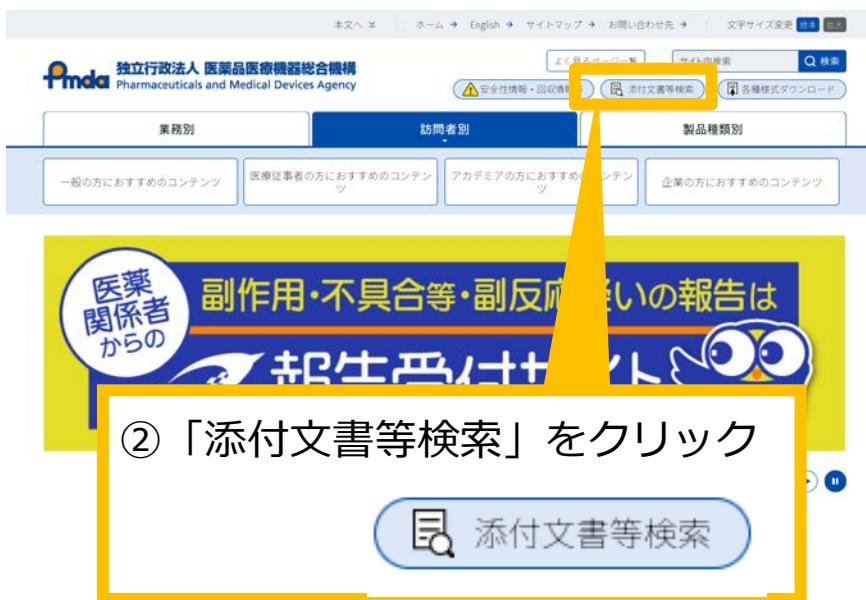 本文へ
ホーム
English
サイトマップ
お問い合わせ先
文字サイズ変更
標準
拡大
Pmda
独立行政法人 医薬品医療機器総合機構
Pharmaceuticals and Medical Devices Agency
よく見るページ一覧
サイト内検索
検索
安全性情報・回収情報
添付文書等検索
各種様式ダウンロード
業務別
訪問者別
製品種類別
一般の方におすすめのコンテンツ
医療従事者の方におすすめのコンテン
ツ
アカデミアの方におすすめのコンテン
ツ
企業の方におすすめのコンテンツ
医薬
関係者
からの
副作用・不具合等・副反応疑いの報告は
報告受付サイト
②「添付文書等検索」をクリック
添付文書等検索